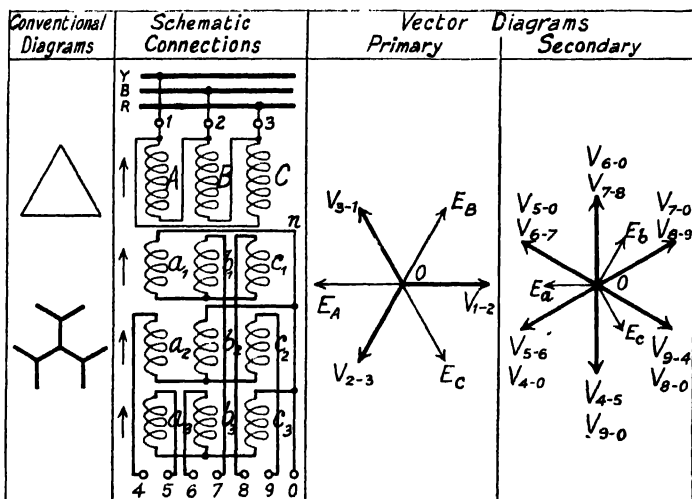 Conventional Diagrams
Schematic Connections
Vector Diagrams
Primary
Secondary
Y
B
R
1 2 3
A B C
n
a1 b1 c1
a2 b2 c2
a3 b3 c3
4 5 6 7 8 9 0
V3-1
EB
EA
O
V1-2
V2-3
EC
V6-0
V7-8
V5-0
V6-7
V7-0
V8-9
Eb
Ea
O
Ec
V5-6
V4-0
V9-4
V8-0
V4-5
V9-0